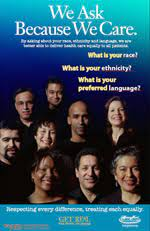 We Ask
Because We Care.
By asking about your race, ethnicity and language, we are
better able to deliver health care equally to all patients.
What is your race?
What is your ethnicity?
What is your
preferred language?
Respecting every difference, treating each equally.
GET REAL